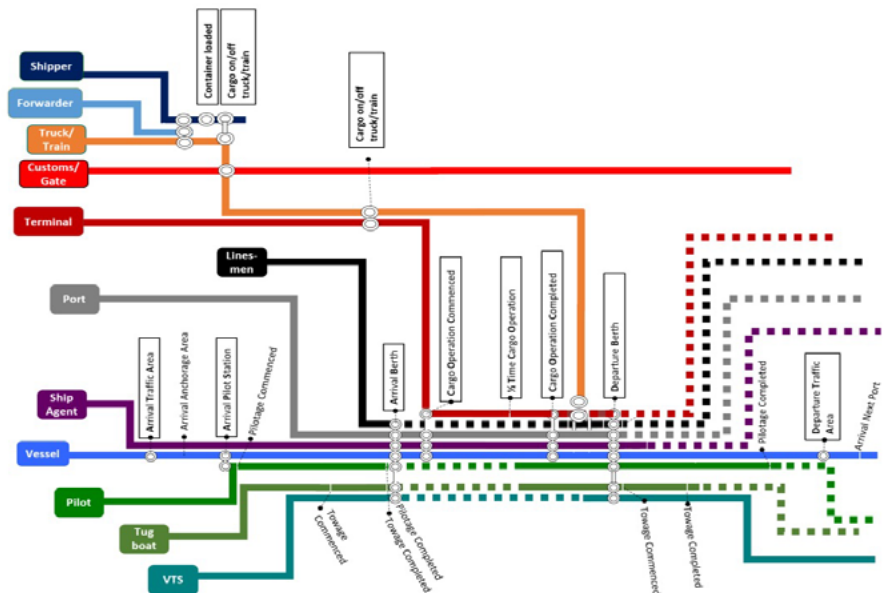 Shipper
Forwarder
Truck/
Train
Customs/
Gate
Terminal
Lines-
men
Port
Ship
Agent
Vessel
Pilot
Tug
boat
VTS
Container loaded
Cargo on/off
truck/train
Cargo on/off
truck/train
Arrival Traffic Area
Arrival Anchorage Area
Arrival Pilot Station
Pilotage Commenced
Arrival Berth
Cargo Operation Commenced
½ Time Cargo Operation
Cargo Operation Completed
Departure Berth
Pilotage Completed
Departure Traffic
Area
Arrival Next Port
Towage
Commenced
Towage Completed
Pilotage Completed
Towage Commenced
Towage Completed